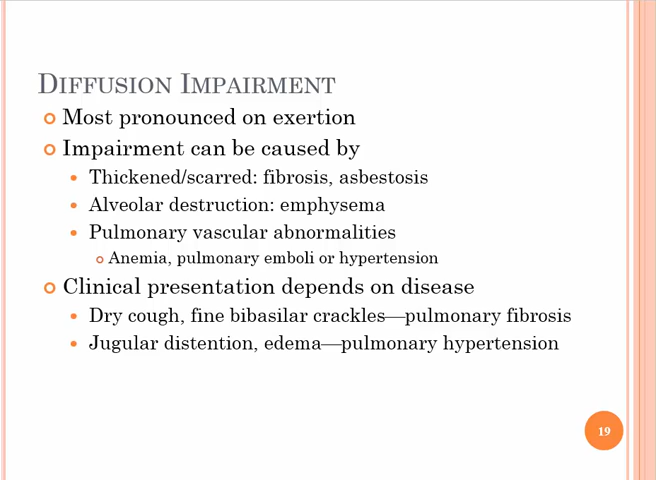 DIFFUSION IMPAIRMENT
Most pronounced on exertion
Impairment can be caused by
Thickened/scarred: fibrosis, asbestosis
Alveolar destruction: emphysema
Pulmonary vascular abnormalities
Anemia, pulmonary emboli or hypertension
Clinical presentation depends on disease
Dry cough, fine bibasilar crackles—pulmonary fibrosis
Jugular distention, edema—pulmonary hypertension
19